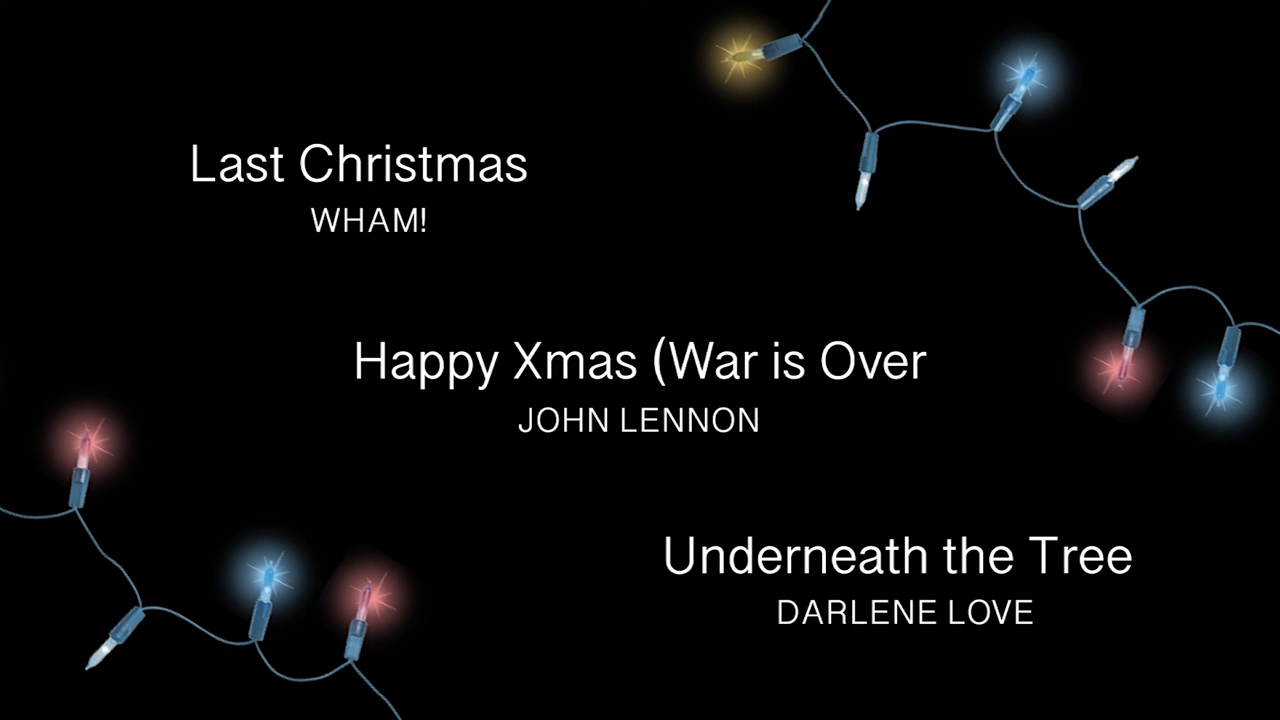 Last Christmas
WHAM!
Happy Xmas (War is Over
JOHN LENNON
Underneath the Tree
DARLENE LOVE